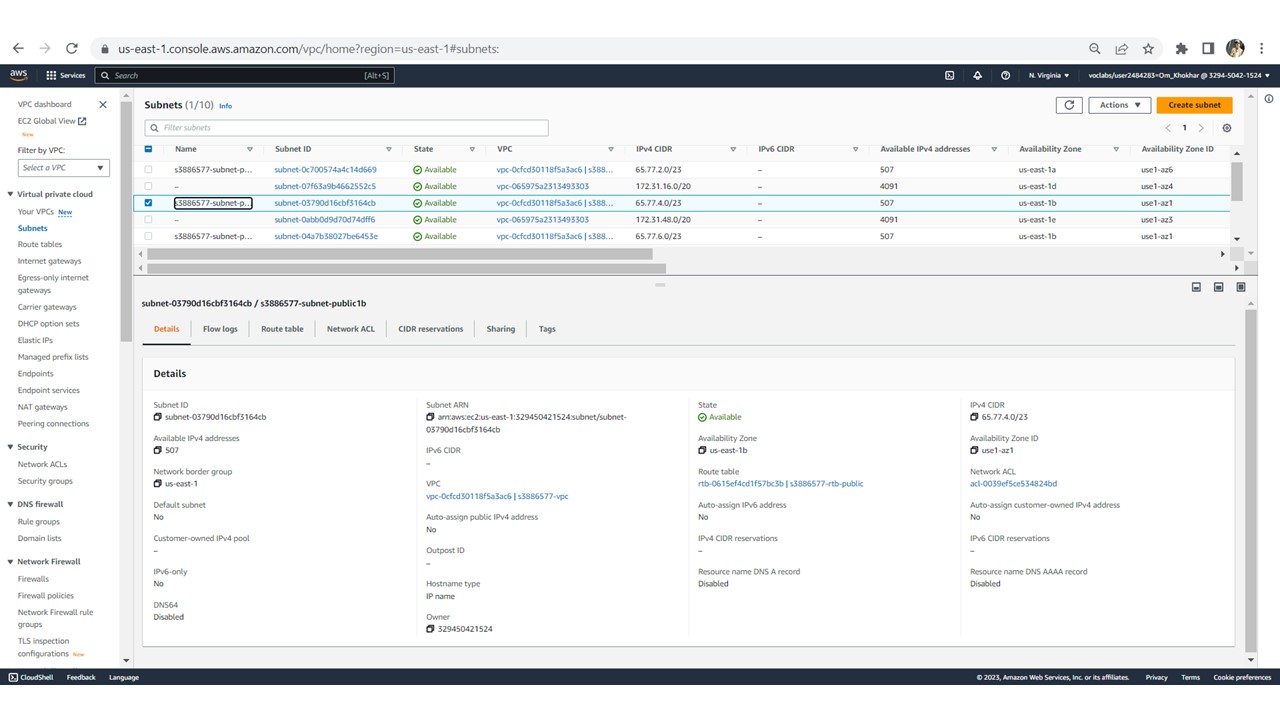 us-east-1.console.aws.amazon.com/vpc/home?region=us-east-1#subnets:
aws Services Search [Alt+S] N. Virginia ▼ voclabs/user2484283=Om_Khokhar @ 3294-5042-1524 ▼
VPC dashboard
EC2 Global View
New
Filter by VPC:
Select a VPC
Virtual private cloud
Your VPCs New
Subnets
Route tables
Internet gateways
Egress-only internet
gateways
Carrier gateways
DHCP option sets
Elastic IPs
Managed prefix lists
Endpoints
Endpoint services
NAT gateways
Peering connections
Security
Network ACLs
Security groups
DNS firewall
Rule groups
Domain lists
Network Firewall
Firewalls
Firewall policies
Network Firewall rule
groups
TLS inspection
configurations New
Subnets (1/10) Info
Actions ▼ Create subnet
Filter subnets
1
Name Subnet ID State VPC IPv4 CIDR IPv6 CIDR Available IPv4 addresses Availability Zone Availability Zone ID
s3886577-subnet-p... subnet-0c700574a4c14d669 Available vpc-0cfcd30118f5a3ac6 | s388... 65.77.2.0/23 – 507 us-east-1a use1-az6
– subnet-07f63a9b4662552c5 Available vpc-065975a2313493303 172.31.16.0/20 – 4091 us-east-1d use1-az4
s3886577-subnet-p... subnet-03790d16cbf3164cb Available vpc-0cfcd30118f5a3ac6 | s388... 65.77.4.0/23 – 507 us-east-1b use1-az1
– subnet-0abb0d9d70d74dff6 Available vpc-065975a2313493303 172.31.48.0/20 – 4091 us-east-1e use1-az3
s3886577-subnet-p... subnet-04a7b38027be6453e Available vpc-0cfcd30118f5a3ac6 | s388... 65.77.6.0/23 – 507 us-east-1b use1-az1
subnet-03790d16cbf3164cb / s3886577-subnet-public1b
Details Flow logs Route table Network ACL CIDR reservations Sharing Tags
Details
Subnet ID
subnet-03790d16cbf3164cb
Available IPv4 addresses
507
Network border group
us-east-1
Default subnet
No
Customer-owned IPv4 pool
–
IPv6-only
No
DNS64
Disabled
Subnet ARN
arn:aws:ec2:us-east-1:329450421524:subnet/subnet-
03790d16cbf3164cb
IPv6 CIDR
–
VPC
vpc-0cfcd30118f5a3ac6 | s3886577-vpc
Auto-assign public IPv4 address
No
Outpost ID
–
Hostname type
IP name
Owner
329450421524
State
Available
Availability Zone
us-east-1b
Route table
rtb-0615ef4cd1f57bc3b | s3886577-rtb-public
Auto-assign IPv6 address
No
IPv4 CIDR reservations
–
Resource name DNS A record
Disabled
IPv4 CIDR
65.77.4.0/23
Availability Zone ID
use1-az1
Network ACL
acl-0039ef5ce534824bd
Auto-assign customer-owned IPv4 address
No
IPv6 CIDR reservations
–
Resource name DNS AAAA record
Disabled
CloudShell Feedback Language © 2023, Amazon Web Services, Inc. or its affiliates. Privacy Terms Cookie preferences